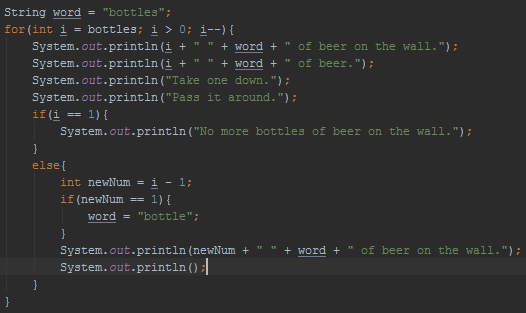 String word = "bottles";
for(int i = bottles; i > 0; i--){
System.out.println(i + " " + word + " of beer on the wall.");
System.out.println(i + " " + word + " of beer.");
System.out.println("Take one down.");
System.out.println("Pass it around.");
if(i == 1){
System.out.println("No more bottles of beer on the wall.");
}
else{
int newNum = i - 1;
if(newNum == 1){
word = "bottle";
}
System.out.println(newNum + " " + word + " of beer on the wall.");
System.out.println();
}
}